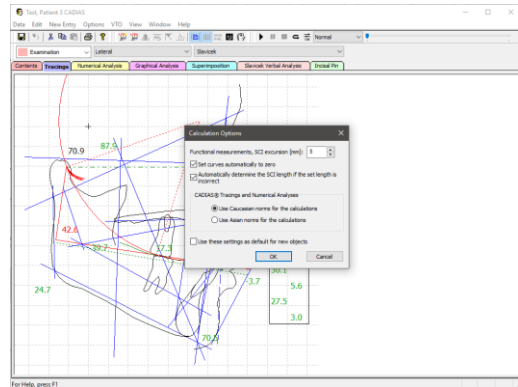 Test, Patient 3 CADIAS
Date Edit New Entry Options VTO View Window Help
Normal
Examination Lateral Slavicek
Contents Tracings Numerical Analysis Graphical Analysis Superimposition Slavicek Verbal Analysis Incisal Pin
87.9
70.9
42.6
17.3
24.7
-3.7
5.6
27.5
3.0
Calculation Options
Functional measurements, SCI excursion [mm]: 5
Set curves automatically to zero
Automatically determine the SCI length if the set length is
incorrect
CADIAS® Tracings and Numerical Analyses
Use Caucasian norms for the calculations
Use Asian norms for the calculations
Use these settings as default for new objects
OK Cancel
For Help, press F1